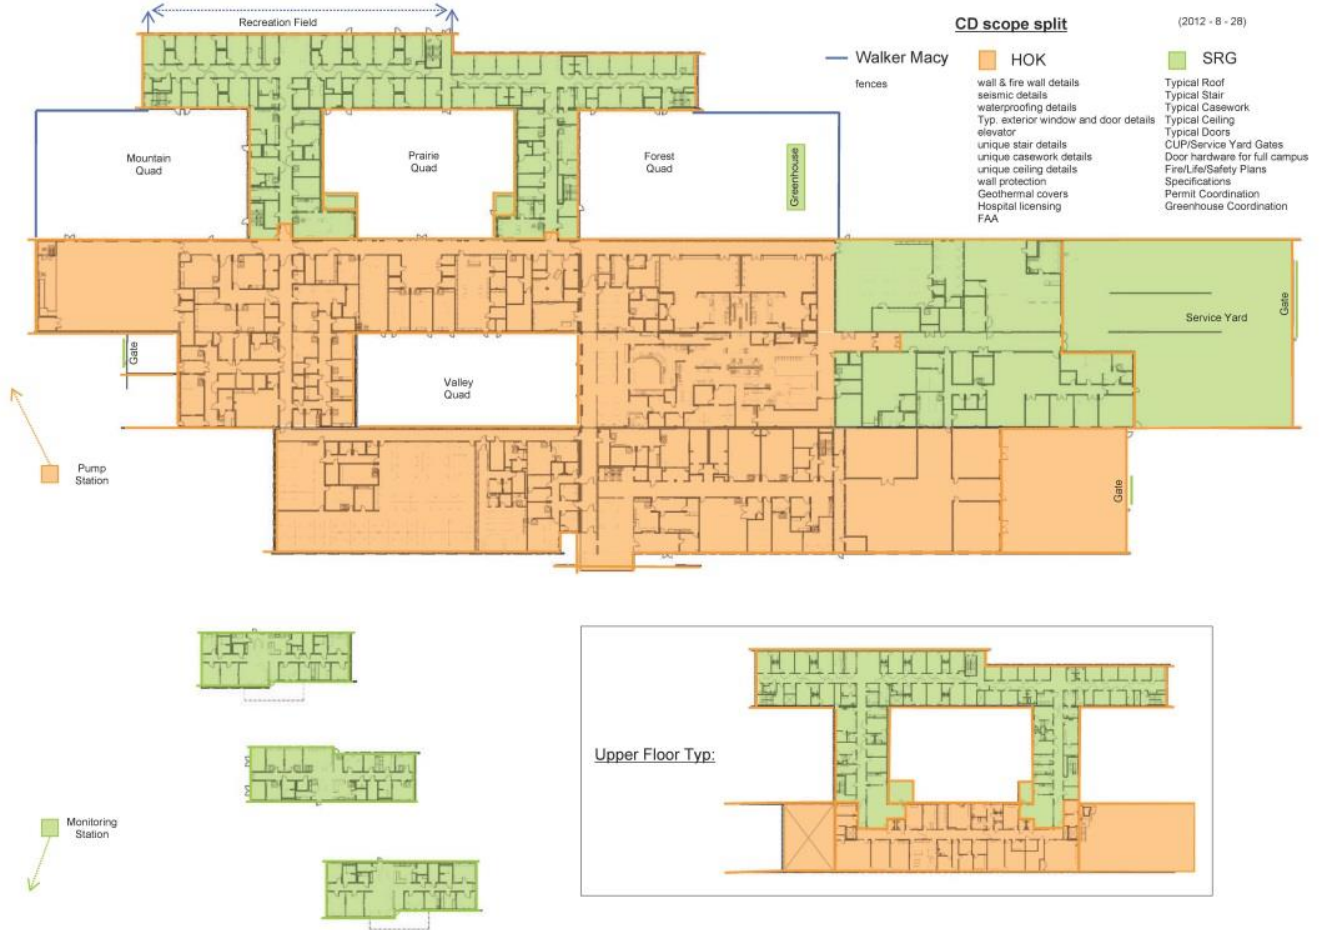 Recreation Field
CD scope split
(2012 - 8 - 28)
Walker Macy
fences
HOK
wall & fire wall details
seismic details
waterproofing details
Typ. exterior window and door details
elevator
unique stair details
unique casework details
unique ceiling details
wall protection
Geothermal covers
Hospital licensing
FAA
SRG
Typical Roof
Typical Stair
Typical Casework
Typical Ceiling
Typical Doors
CUP/Service Yard Gates
Door hardware for full campus
Fire/Life/Safety Plans
Specifications
Permit Coordination
Greenhouse Coordination
Mountain
Quad
Prairie
Quad
Forest
Quad
Greenhouse
Service Yard
Gate
Gate
Valley
Quad
Pump
Station
Gate
Upper Floor Typ:
Monitoring
Station